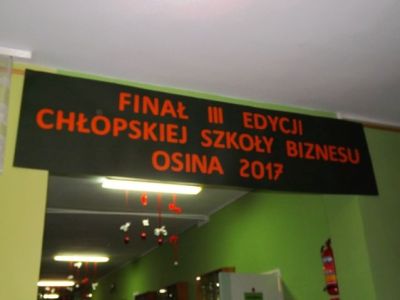 FINAŁ III EDYCJI
CHŁOPSKIEJ SZKOŁY BIZNESU
OSINA 2017